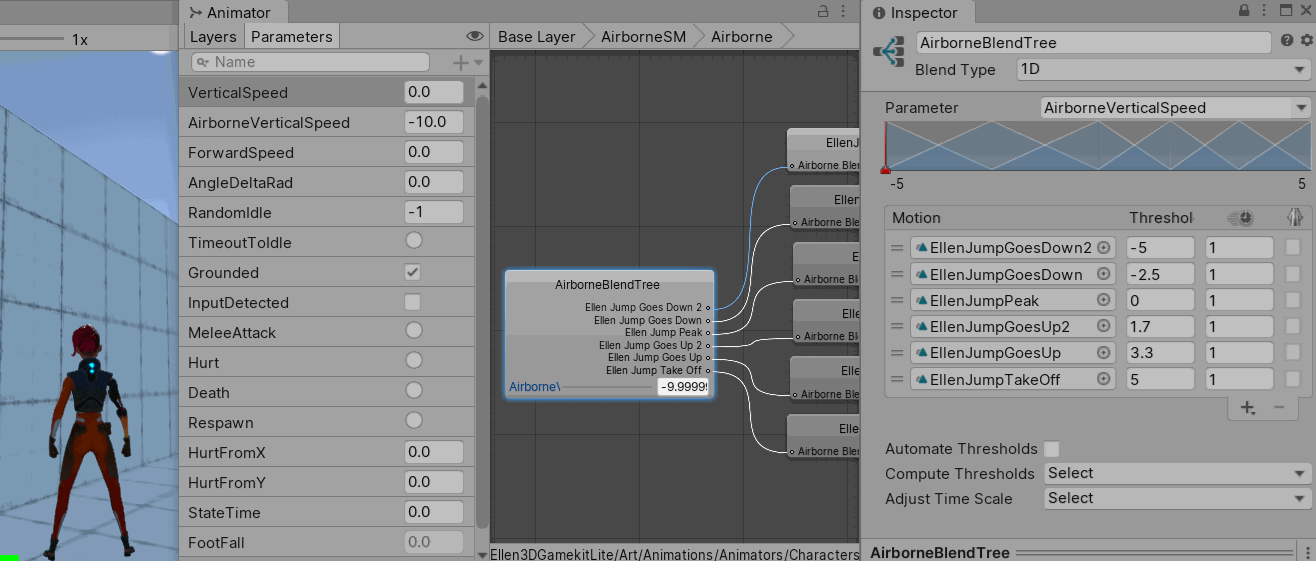 1x
Animator
Layers Parameters
Name
VerticalSpeed 0.0
AirborneVerticalSpeed -10.0
ForwardSpeed 0.0
AngleDeltaRad 0.0
RandomIdle -1
TimeoutToIdle
Grounded
InputDetected
MeleeAttack
Hurt
Death
Respawn
HurtFromX 0.0
HurtFromY 0.0
StateTime 0.0
FootFall 0.0
Base Layer AirborneSM Airborne
AirborneBlendTree
Ellen Jump Goes Down 2
Ellen Jump Goes Down
Ellen Jump Peak
Ellen Jump Goes Up 2
Ellen Jump Goes Up
Ellen Jump Take Off
Airborne\ -9.9999
EllenJ
Airborne Ble
Ellen
Airborne Ble
E
Airborne Bl
Elle
Airborne Bl
Elle
Airborne Bl
Ellen
Airborne Ble
Ellen3DGamekitLite/Art/Animations/Animators/Characters
Inspector
AirborneBlendTree
Blend Type 1D
Parameter AirborneVerticalSpeed
-5 5
Motion Threshol
EllenJumpGoesDown2 -5 1
EllenJumpGoesDown -2.5 1
EllenJumpPeak 0 1
EllenJumpGoesUp2 1.7 1
EllenJumpGoesUp 3.3 1
EllenJumpTakeOff 5 1
Automate Thresholds
Compute Thresholds Select
Adjust Time Scale Select
AirborneBlendTree